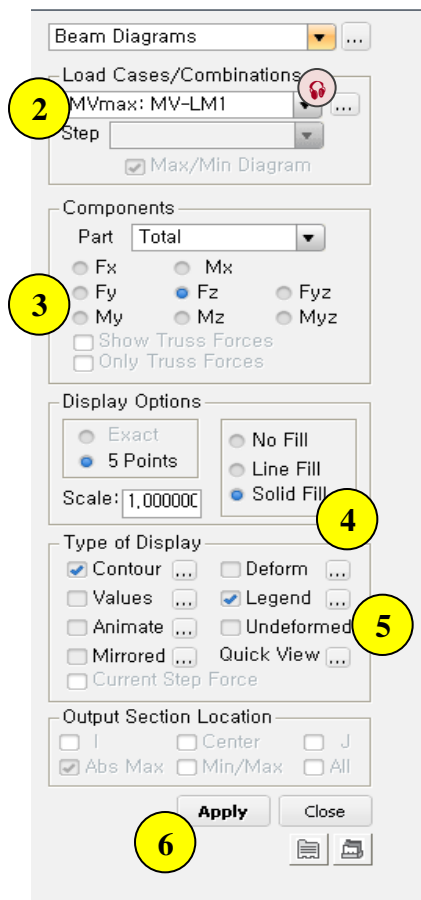 Beam Diagrams ...
Load Cases/Combinations
2 MVmax: MV-LM1 ...
Step
Max/Min Diagram
Components
Part Total
Fx Mx
3 Fy Fz Fyz
My Mz Myz
Show Truss Forces
Only Truss Forces
Display Options
Exact No Fill
5 Points Line Fill
Scale: 1,000000 Solid Fill
4
Type of Display
Contour ... Deform ...
Values ... Legend ...
Animate ... Undeformed 5
Mirrored ... Quick View ...
Current Step Force
Output Section Location
I Center J
Abs Max Min/Max All
Apply Close
6